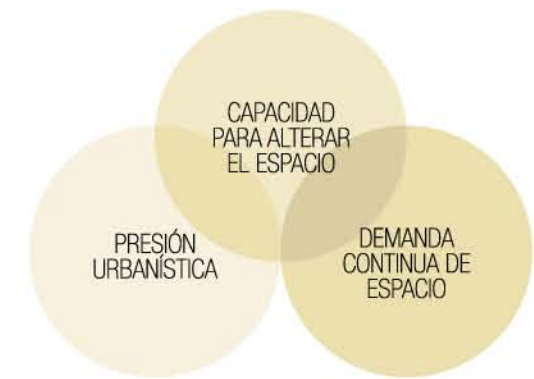 CAPACIDAD
PARA ALTERAR
EL ESPACIO
PRESIÓN
URBANÍSTICA
DEMANDA
CONTINUA DE
ESPACIO